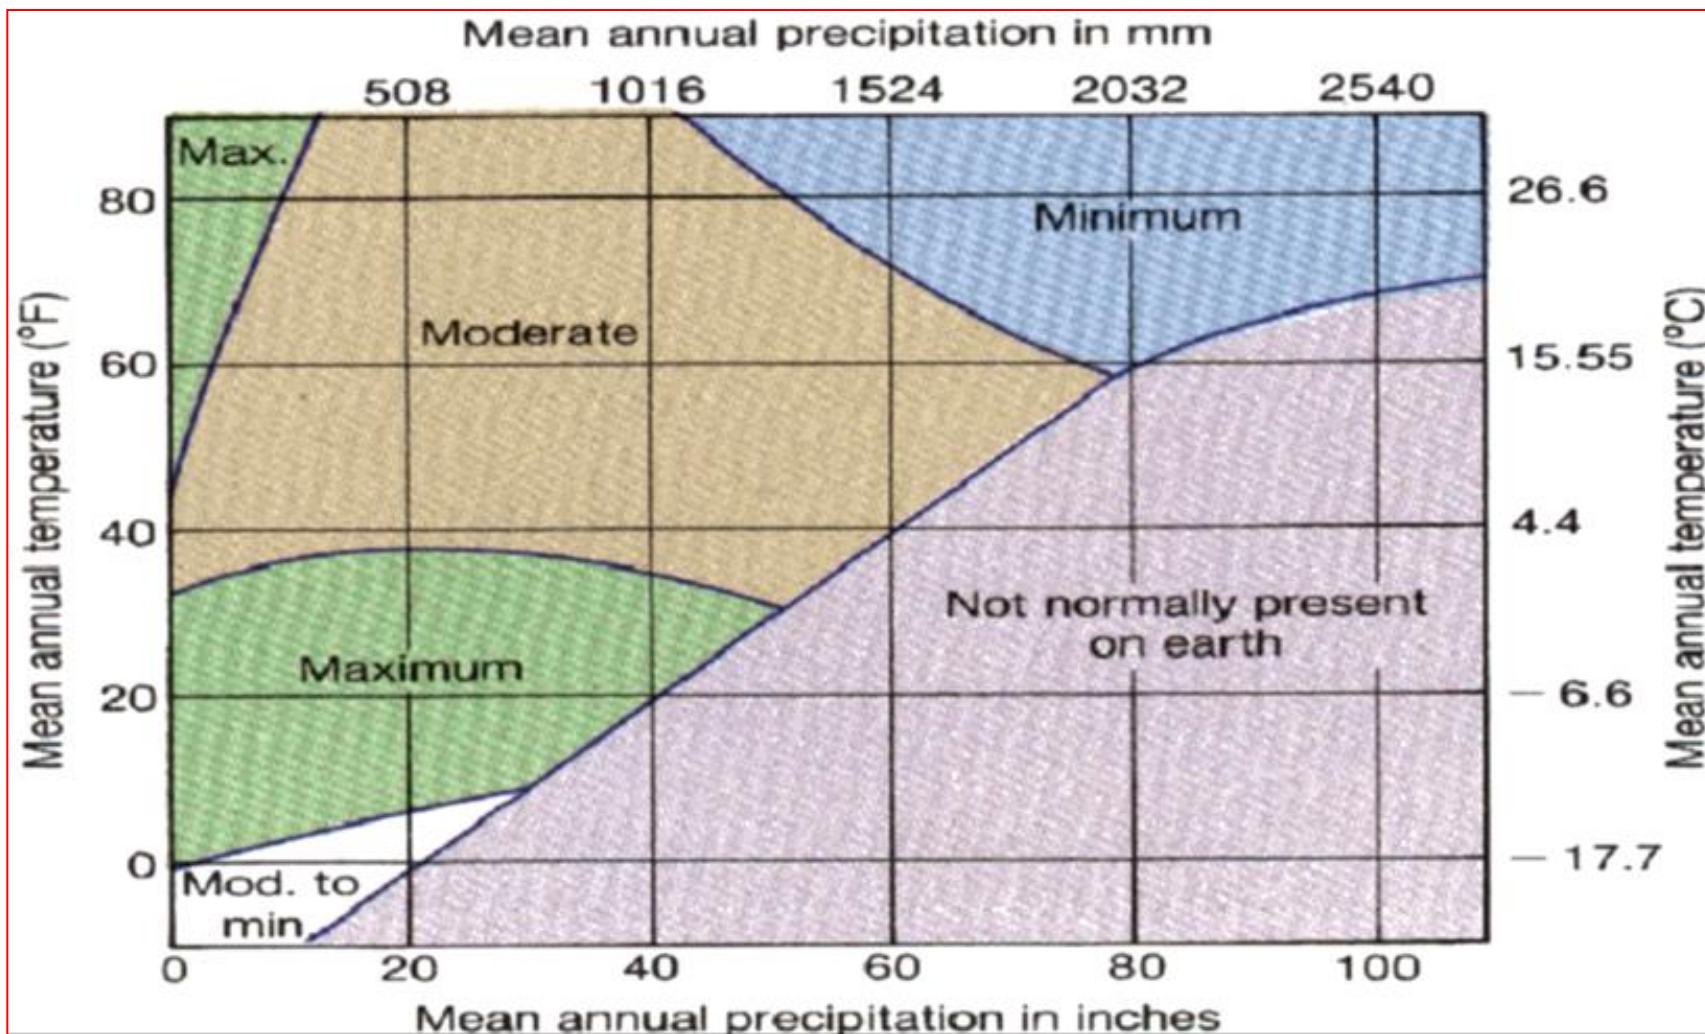 Mean annual precipitation in mm
508 1016 1524 2032 2540
Max.
80
26.6
Minimum
Moderate
60
15.55
Mean annual temperature (°F)
Mean annual temperature (°C)
40
4.4
Not normally present
on earth
Maximum
20
— 6.6
0
— 17.7
Mod. to
min.
0 20 40 60 80 100
Mean annual precipitation in inches